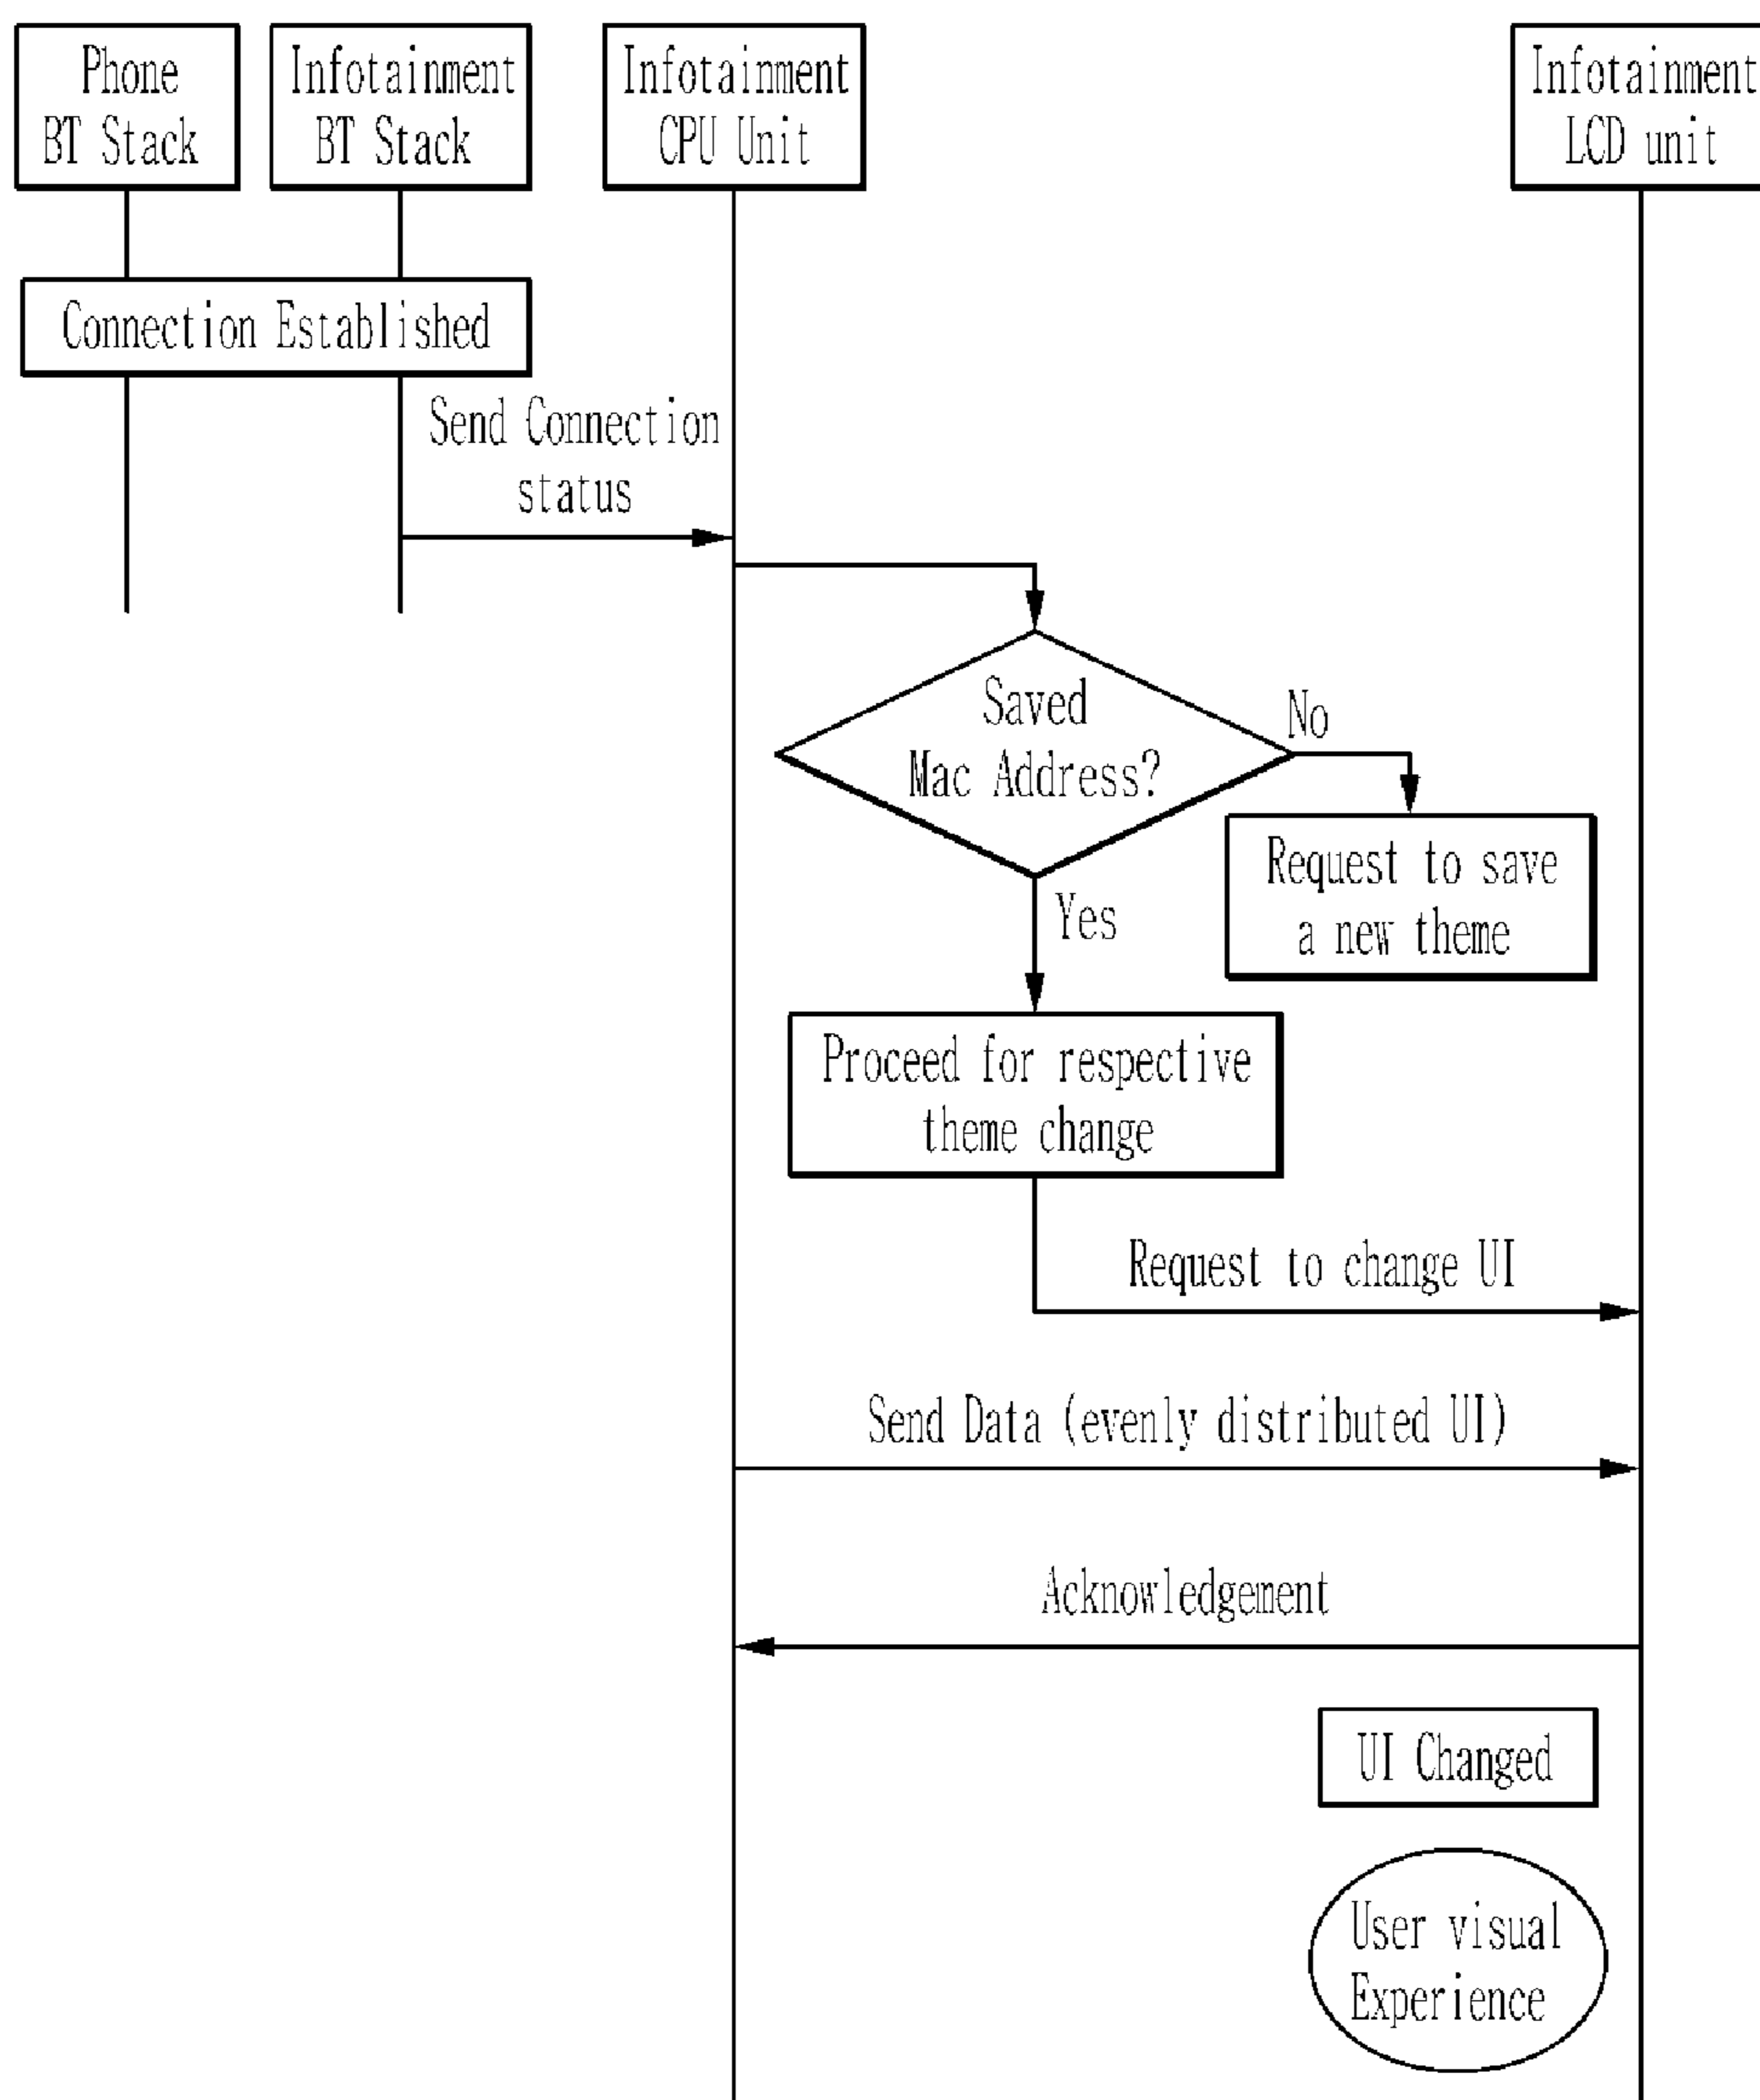 Phone
BT Stack
Infotainment
BT Stack
Infotainment
CPU Unit
Infotainment
LCD unit
Connection Established
Send Connection
status
Saved
Mac Address?
No
Request to save
a new theme
Yes
Proceed for respective
theme change
Request to change UI
Send Data (evenly distributed UI)
Acknowledgement
UI Changed
User visual
Experience